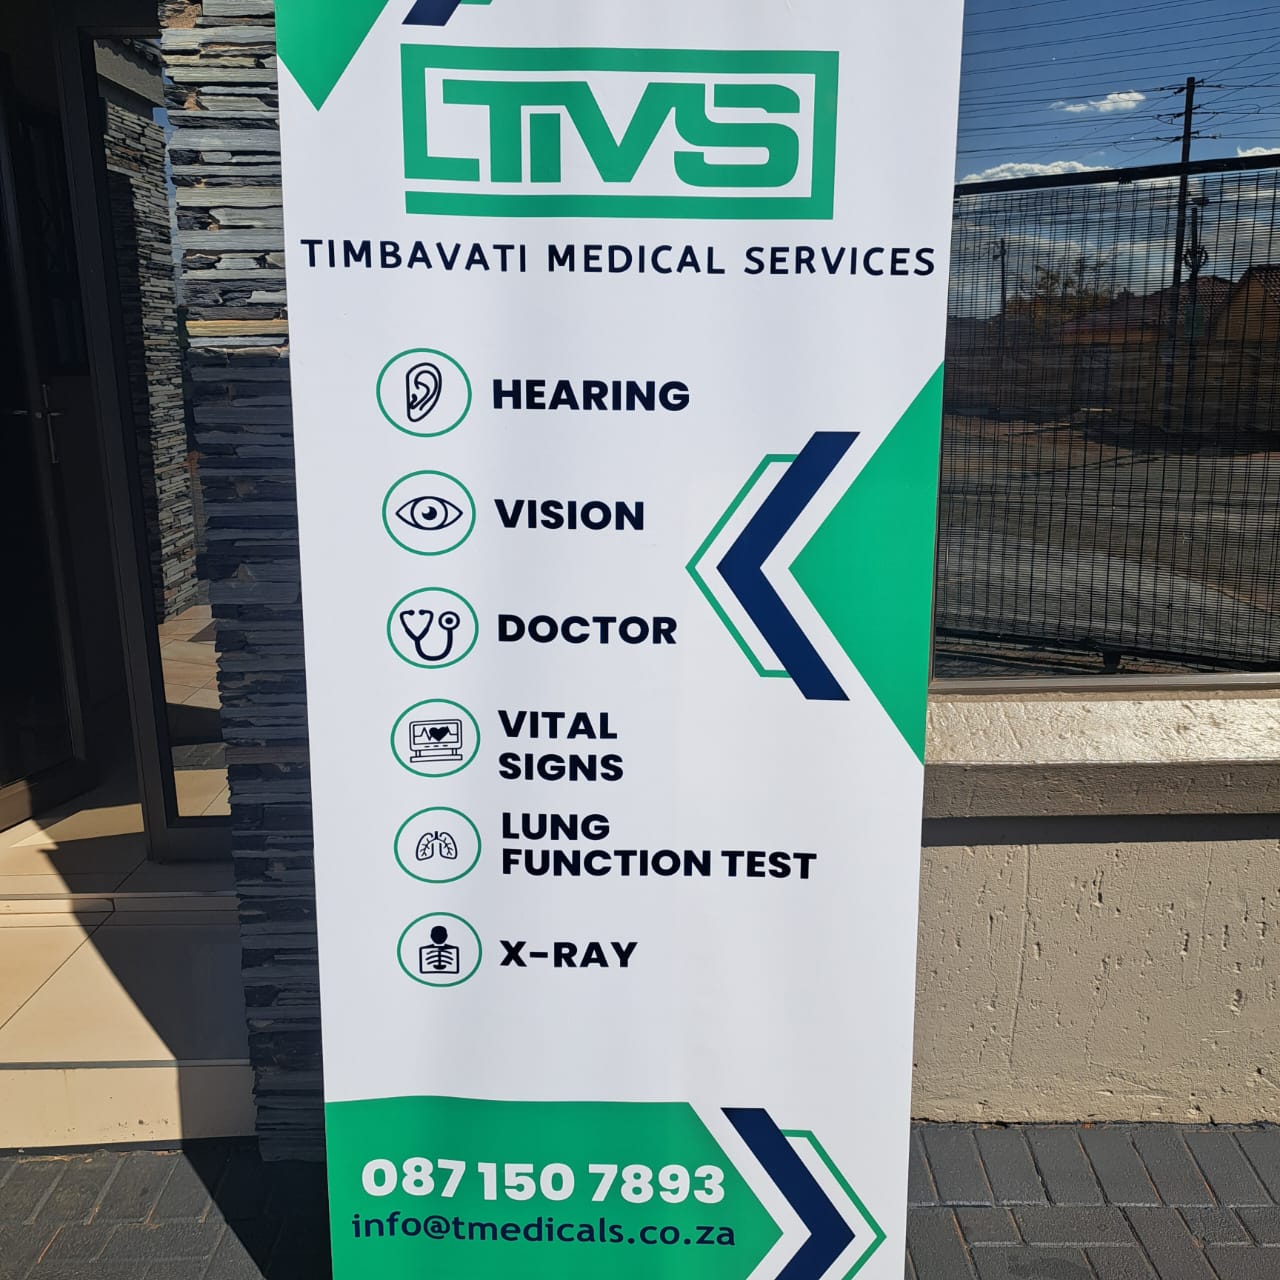 TMS
TIMBAVATI MEDICAL SERVICES
HEARING
VISION
DOCTOR
VITAL
SIGNS
LUNG
FUNCTION TEST
X-RAY
087 150 7893
info@tmedicals.co.za